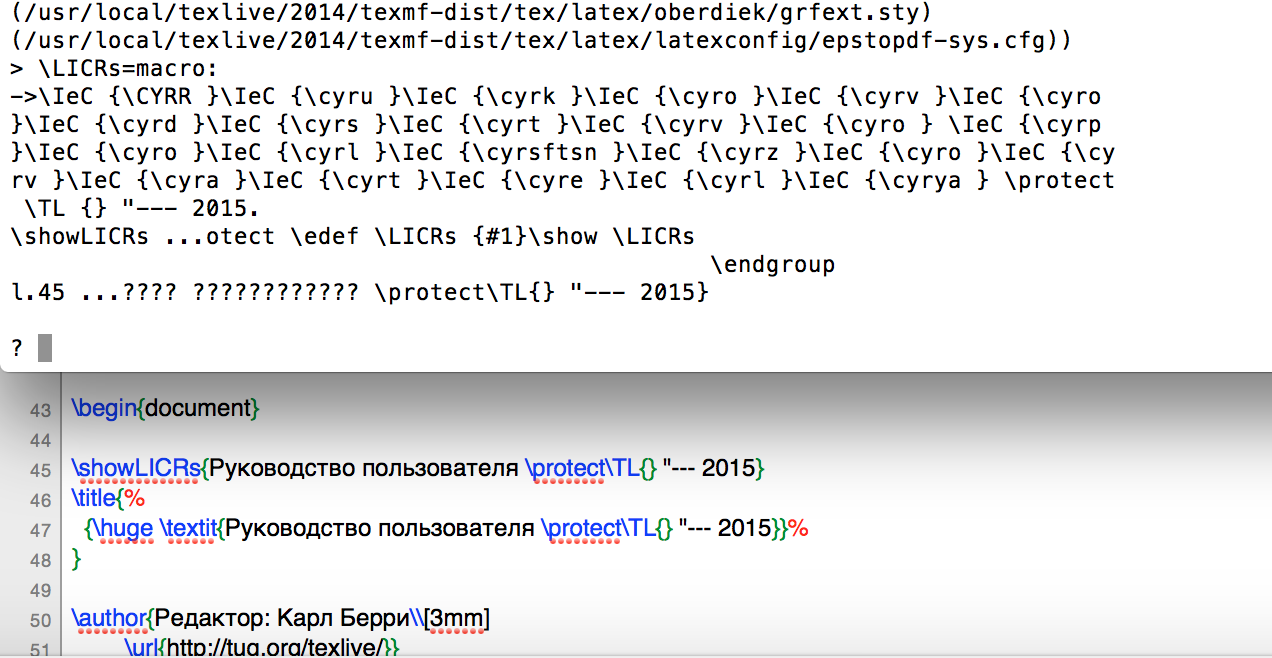 (/usr/local/texlive/2014/texmf-dist/tex/latex/oberdiek/grfext.sty)
(/usr/local/texlive/2014/texmf-dist/tex/latex/latexconfig/epstopdf-sys.cfg))
> \LICRs=macro:
->\IeC {\CYRR }\IeC {\cyru }\IeC {\cyrk }\IeC {\cyro }\IeC {\cyrv }\IeC {\cyro
}\IeC {\cyrd }\IeC {\cyrs }\IeC {\cyrt }\IeC {\cyrv }\IeC {\cyro } \IeC {\cyrp
}\IeC {\cyro }\IeC {\cyrl }\IeC {\cyrsftsn }\IeC {\cyrz }\IeC {\cyro }\IeC {\cy
rv }\IeC {\cyra }\IeC {\cyrt }\IeC {\cyre }\IeC {\cyrl }\IeC {\cyrya } \protect
\TL {} "--- 2015.
\showLICRs ...otect \edef \LICRs {#1}\show \LICRs
\endgroup
l.45 ...???? ???????????? \protect\TL{} "--- 2015}
?
43 \begin{document}
44
45 \showLICRs{Руководство пользователя \protect\TL{} "--- 2015}
46 \title{%
47 {\huge \textit{Руководство пользователя \protect\TL{} "--- 2015}}%
48 }
49
50 \author{Редактор: Карл Берри\\[3mm]
51 \url{http://tug.org/texlive/}}